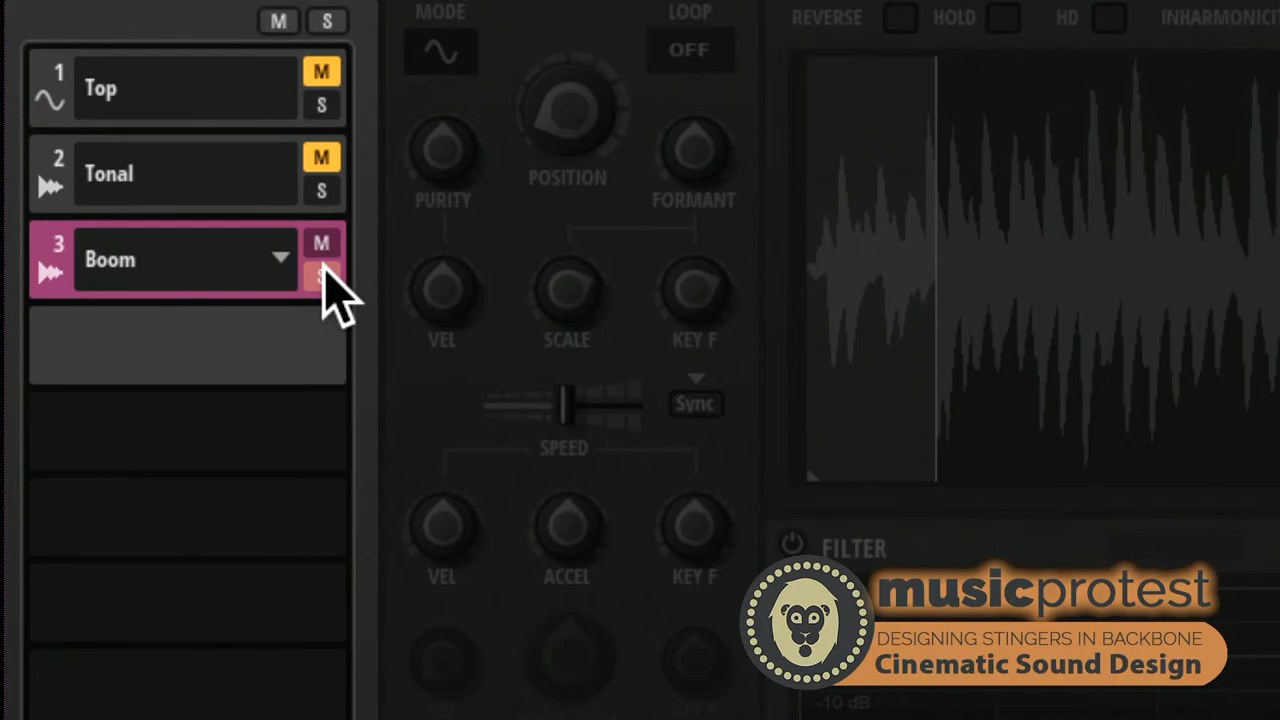 M S
1 Top M S
2 Tonal M S
3 Boom M S
MODE LOOP
OFF
POSITION
PURITY FORMANT
VEL SCALE KEY F
Sync
SPEED
VEL ACCEL KEY F
REVERSE HOLD HD
FILTER
-10 dB
musicprotest
DESIGNING STINGERS IN BACKBONE
Cinematic Sound Design